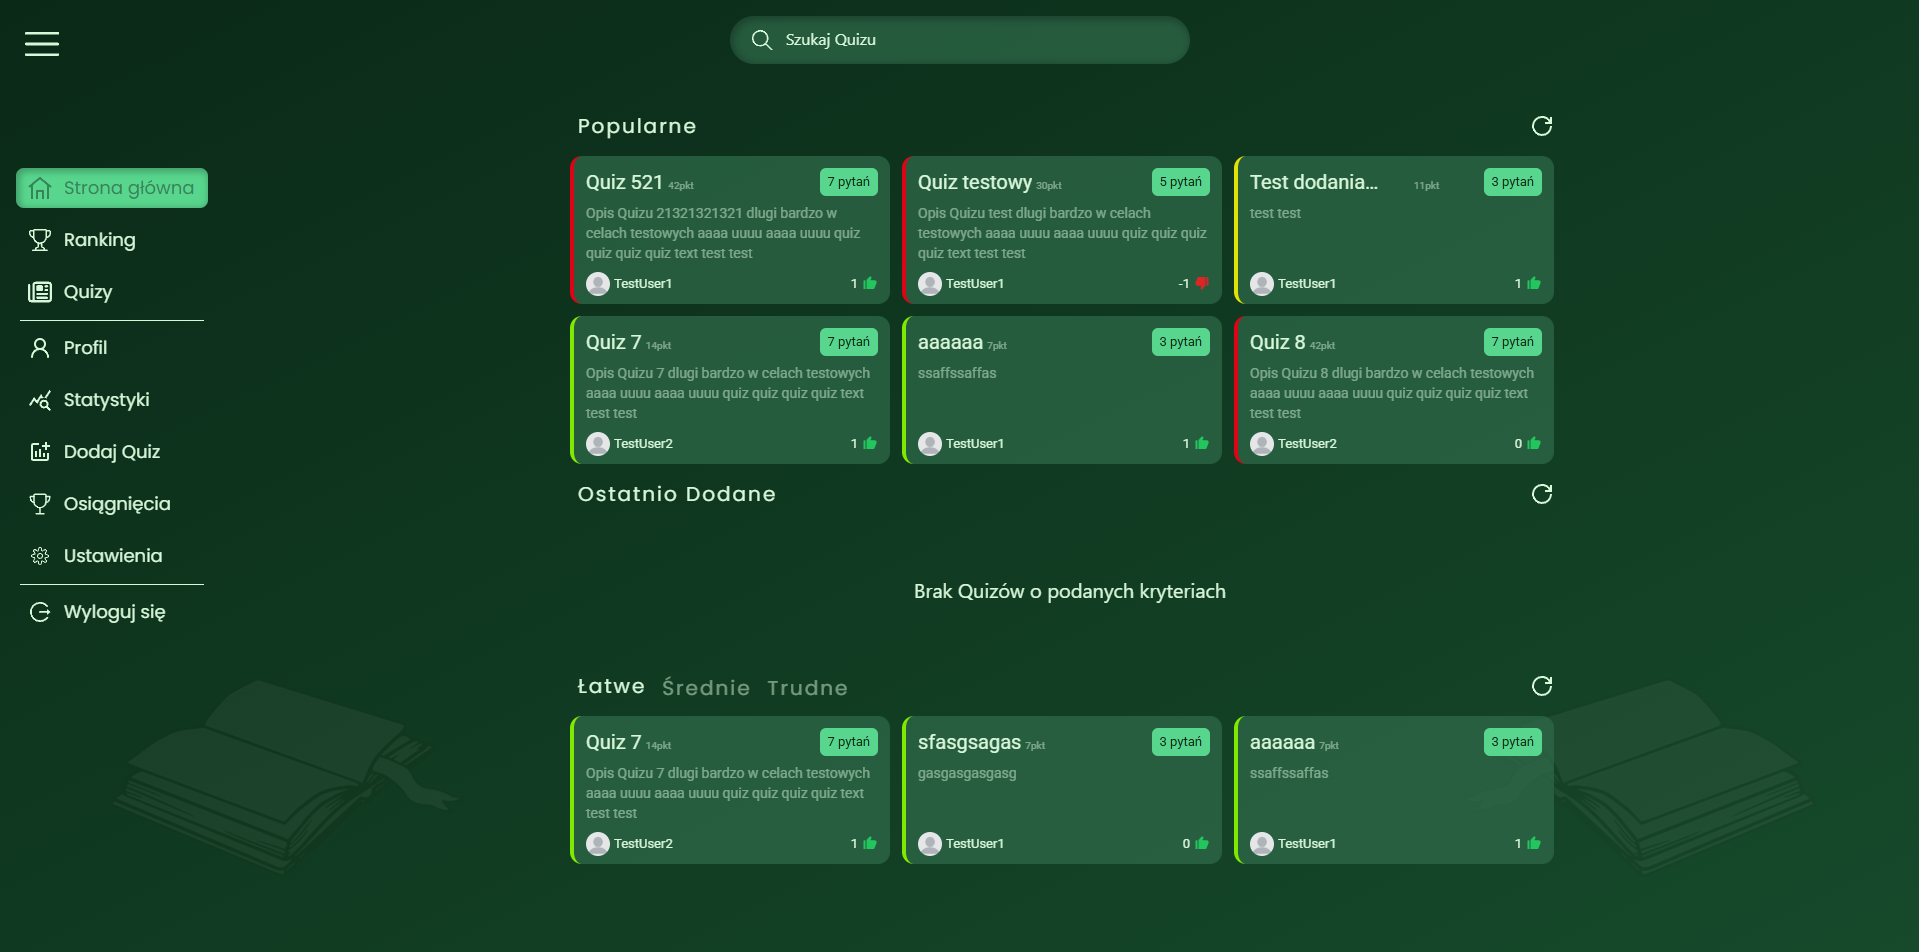 Szukaj Quizu
Strona główna
Ranking
Quizy
Profil
Statystyki
Dodaj Quiz
Osiągnięcia
Ustawienia
Wyloguj się
Popularne
Quiz 521 42pkt
7 pytań
Opis Quizu 21321321321 dlugi bardzo w
celach testowych aaaa uuuu aaaa uuuu quiz
quiz quiz quiz text test test
TestUser1
1
Quiz testowy 30pkt
5 pytań
Opis Quizu test dlugi bardzo w celach
testowych aaaa uuuu aaaa uuuu quiz quiz quiz
quiz text test test
TestUser1
-1
Test dodania... 11pkt
3 pytań
test test
TestUser1
1
Quiz 7 14pkt
7 pytań
Opis Quizu 7 dlugi bardzo w celach testowych
aaaa uuuu aaaa uuuu quiz quiz quiz quiz text
test test
TestUser2
1
aaaaaa 7pkt
3 pytań
ssaffssaffas
TestUser1
1
Quiz 8 42pkt
7 pytań
Opis Quizu 8 dlugi bardzo w celach testowych
aaaa uuuu aaaa uuuu quiz quiz quiz quiz text
test test
TestUser2
0
Ostatnio Dodane
Brak Quizów o podanych kryteriach
Łatwe Średnie Trudne
Quiz 7 14pkt
7 pytań
Opis Quizu 7 dlugi bardzo w celach testowych
aaaa uuuu aaaa uuuu quiz quiz quiz quiz text
test test
TestUser2
1
sfasgsagas 7pkt
3 pytań
gasgasgasgasg
TestUser1
0
aaaaaa 7pkt
3 pytań
ssaffssaffas
TestUser1
1